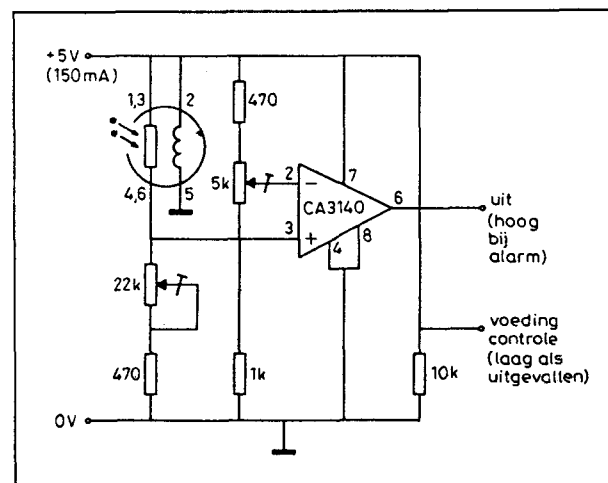 +5V
(150mA)
1,3
2
470
4,6
5
5k
2
−
7
CA3140
6
3
+
4
8
uit
(hoog
bij
alarm)
22k
voeding
controle
(laag als
uitgevallen)
470
1k
10k
0V